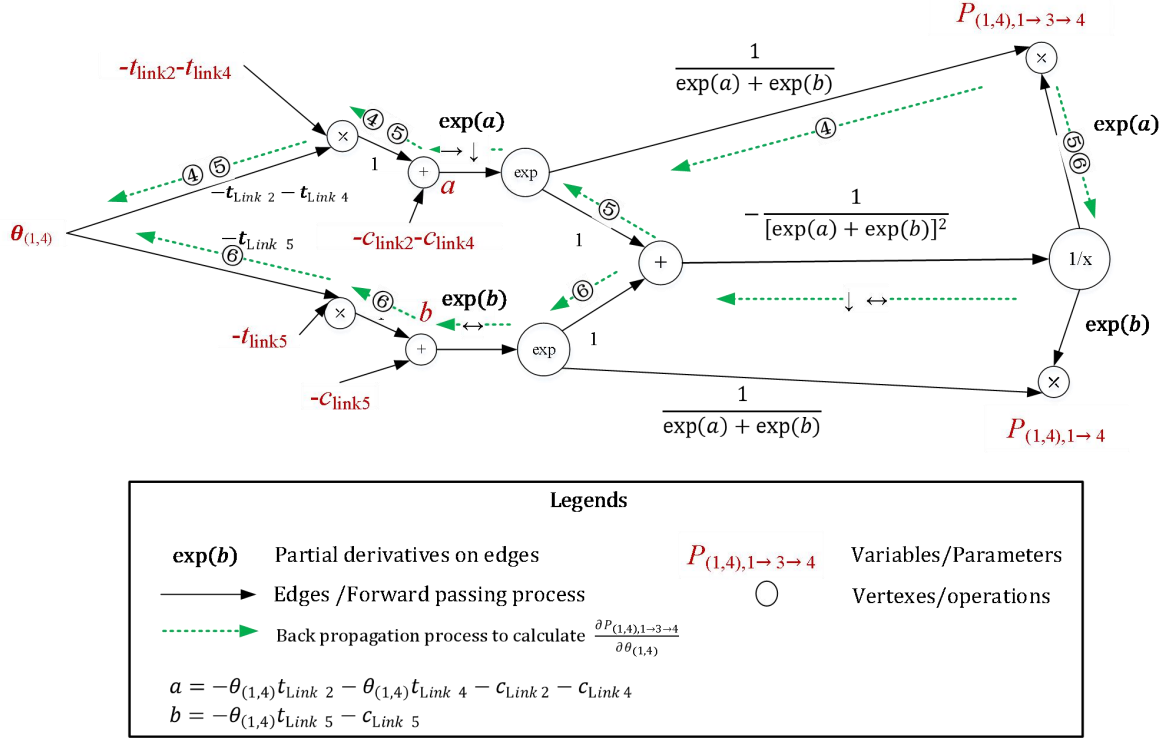 P(1,4),1→3→4
×
1
exp(a) + exp(b)
-tlink2-tlink4
exp(a)
④ ⑤
exp(a)
④
⑤⑥
×
→ ↓
④ ⑤
1
+
a
exp
−tLink 2 − tLink 4
⑤
− 1
[exp(a) + exp(b)]²
θ(1,4)
−tLink 5
-clink2-clink4
1
+
1/x
⑥
⑥
⑥
b
exp(b)
↔
↓ ↔
exp(b)
×
-tlink5
+
exp
1
-clink5
×
1
exp(a) + exp(b)
P(1,4),1→4
Legends
exp(b) Partial derivatives on edges P(1,4),1→3→4 Variables/Parameters
Edges /Forward passing process Vertexes/operations
Back propagation process to calculate ∂P(1,4),1→3→4
∂θ(1,4)
a = −θ(1,4)tLink 2 − θ(1,4)tLink 4 − cLink 2 − cLink 4
b = −θ(1,4)tLink 5 − cLink 5